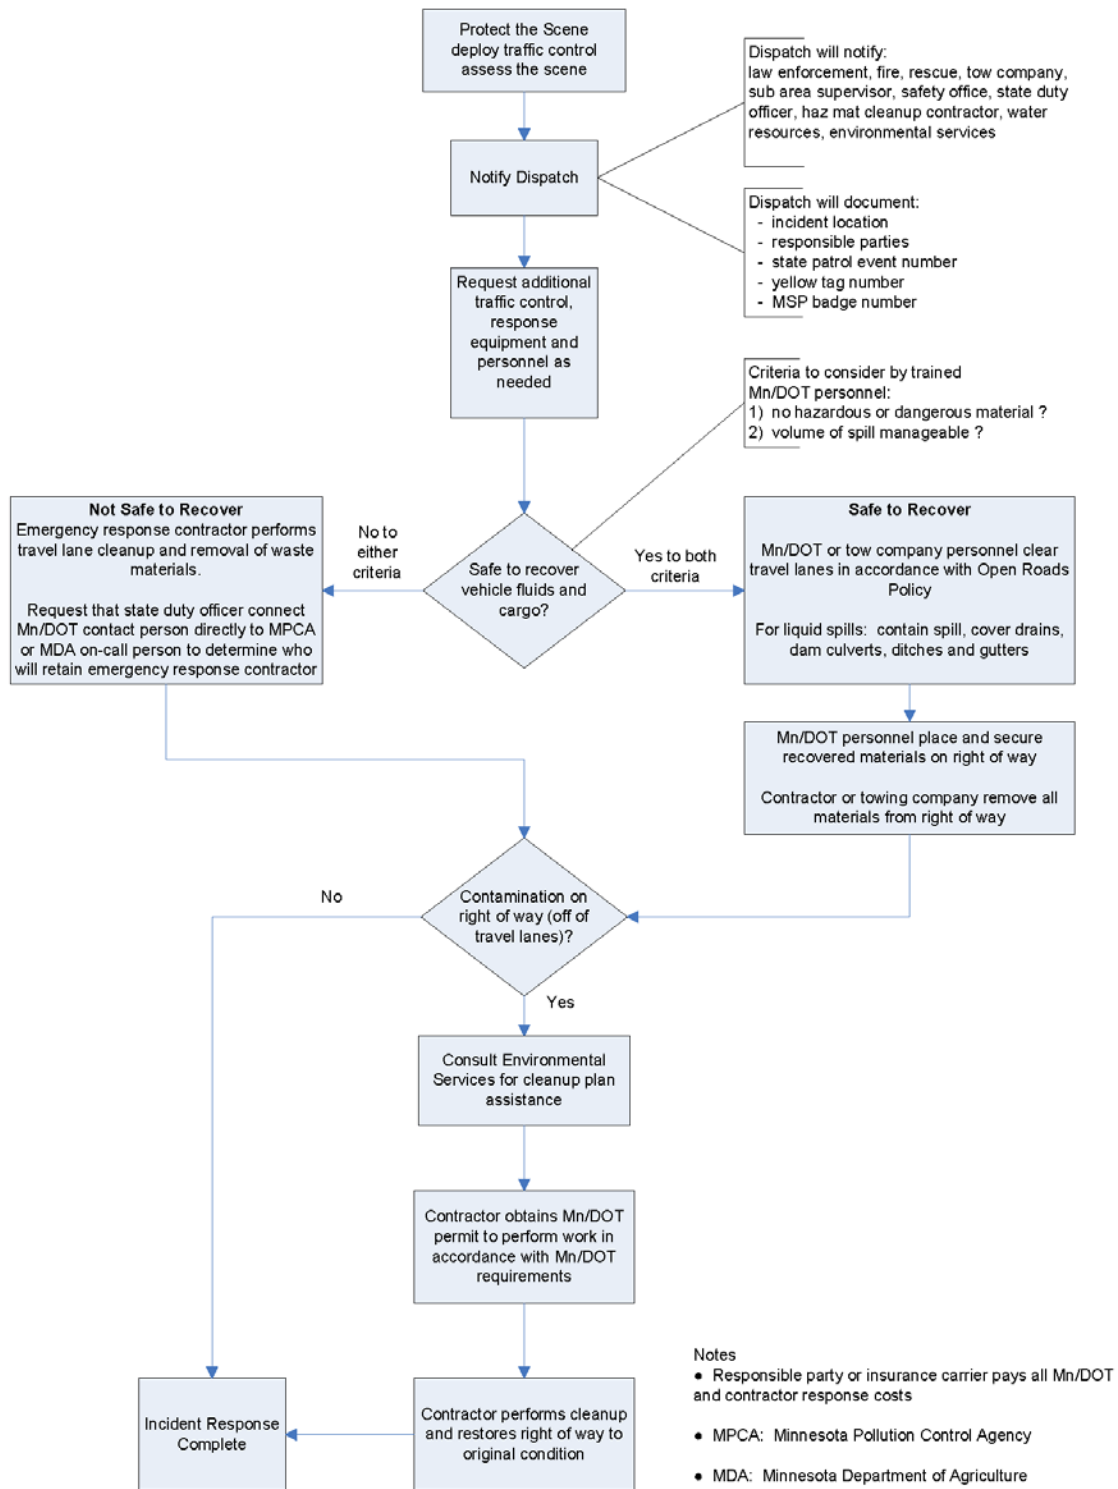 Protect the Scene
deploy traffic control
assess the scene
Dispatch will notify:
law enforcement, fire, rescue, tow company,
sub area supervisor, safety office, state duty
officer, haz mat cleanup contractor, water
resources, environmental services
Notify Dispatch
Dispatch will document:
- incident location
- responsible parties
- state patrol event number
- yellow tag number
- MSP badge number
Request additional
traffic control,
response
equipment and
personnel as
needed
Criteria to consider by trained
Mn/DOT personnel:
1) no hazardous or dangerous material ?
2) volume of spill manageable ?
Not Safe to Recover
Emergency response contractor performs
travel lane cleanup and removal of waste
materials.
Request that state duty officer connect
Mn/DOT contact person directly to MPCA
or MDA on-call person to determine who
will retain emergency response contractor
No to
either
criteria
Safe to recover
vehicle fluids and
cargo?
Yes to both
criteria
Safe to Recover
Mn/DOT or tow company personnel clear
travel lanes in accordance with Open Roads
Policy
For liquid spills: contain spill, cover drains,
dam culverts, ditches and gutters
Mn/DOT personnel place and secure
recovered materials on right of way
Contractor or towing company remove all
materials from right of way
No
Contamination on
right of way (off of
travel lanes)?
Yes
Consult Environmental
Services for cleanup plan
assistance
Contractor obtains Mn/DOT
permit to perform work in
accordance with Mn/DOT
requirements
Incident Response
Complete
Contractor performs cleanup
and restores right of way to
original condition
Notes
● Responsible party or insurance carrier pays all Mn/DOT
and contractor response costs
● MPCA: Minnesota Pollution Control Agency
● MDA: Minnesota Department of Agriculture